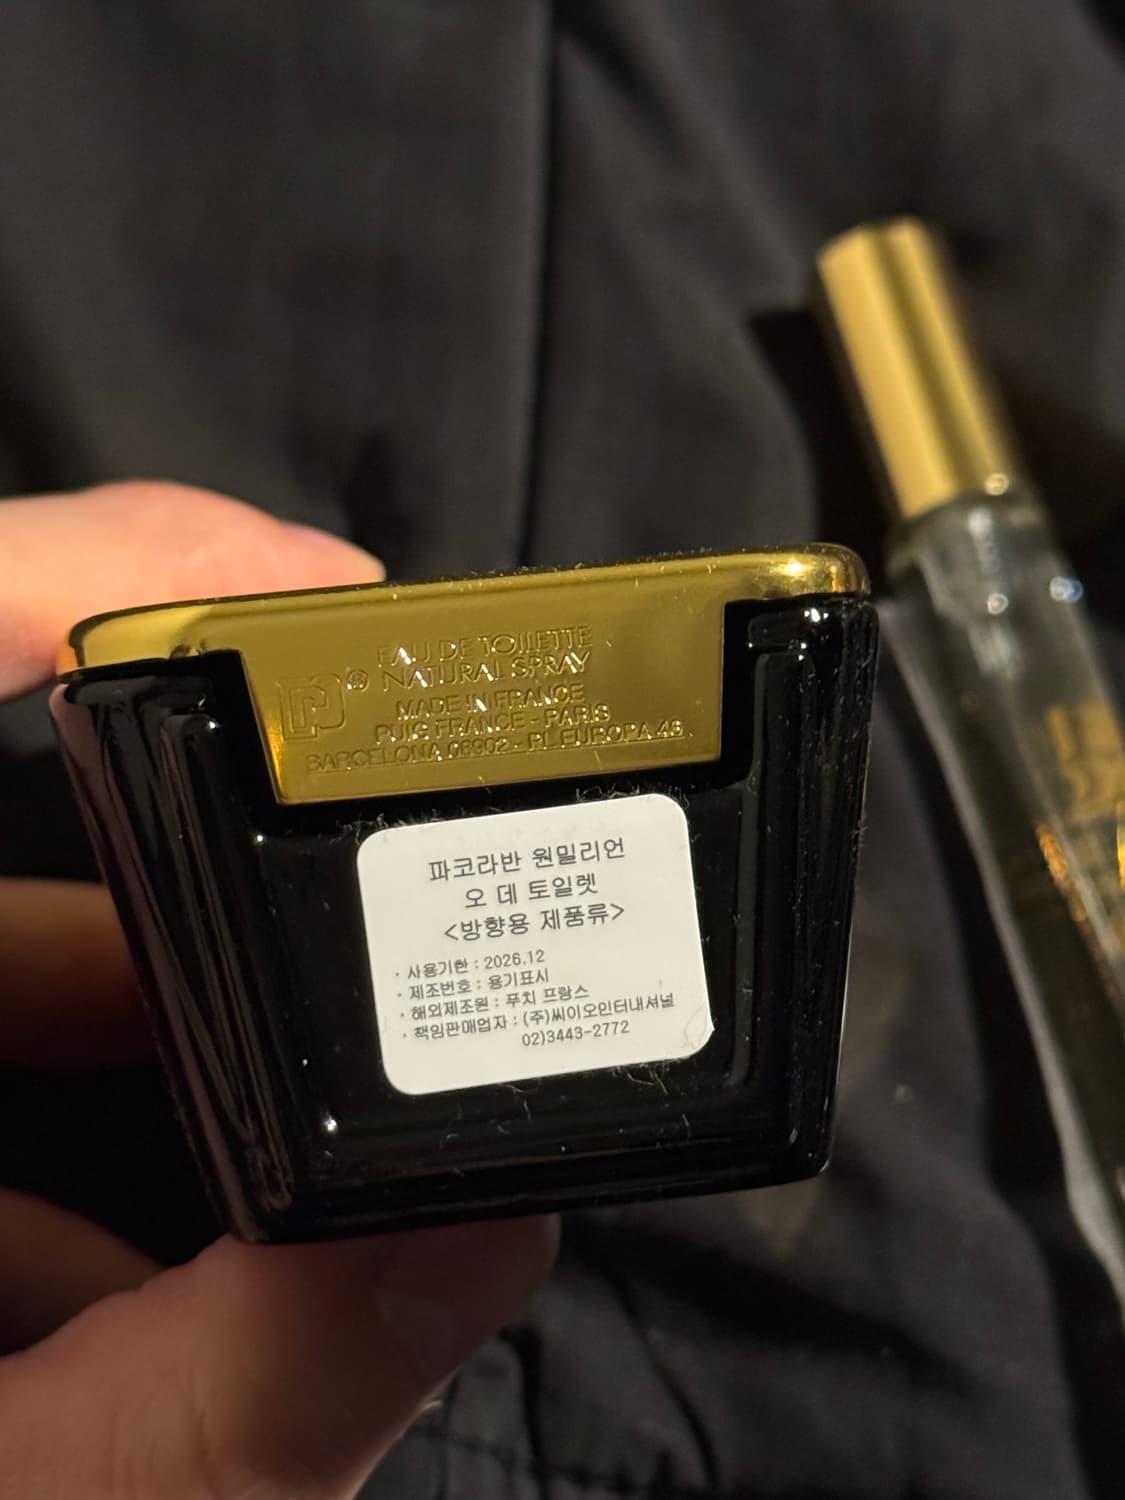 EAU DE TOILETTE
® NATURAL SPRAY
MADE IN FRANCE
PUIG FRANCE - PARIS
BARCELONA 08902 - PL EUROPA 46
파코라반 원밀리언
오 데 토일렛
<방향용 제품류>
· 사용기한 : 2026.12
· 제조번호 : 용기표시
· 해외제조원 : 푸치 프랑스
· 책임판매업자 : (주)씨이오인터내셔널
02)3443-2772